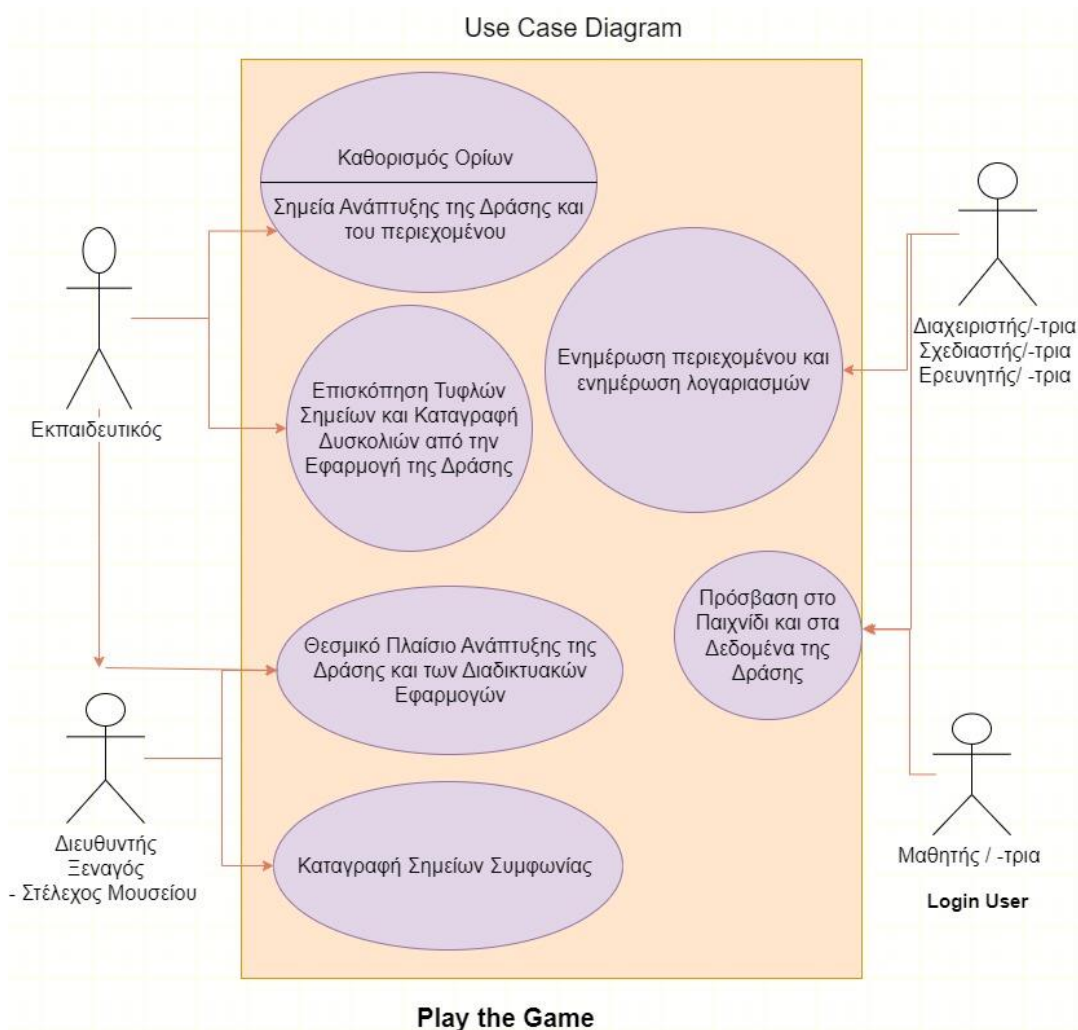 Use Case Diagram
Καθορισμός Ορίων
Σημεία Ανάπτυξης της Δράσης και
του περιεχομένου
Εκπαιδευτικός
Επισκόπηση Τυφλών
Σημείων και Καταγραφή
Δυσκολιών από την
Εφαρμογή της Δράσης
Ενημέρωση περιεχομένου και
ενημέρωση λογαριασμών
Διαχειριστής/-τρια
Σχεδιαστής/-τρια
Ερευνητής/ -τρια
Θεσμικό Πλαίσιο Ανάπτυξης της
Δράσης και των Διαδικτυακών
Εφαρμογών
Πρόσβαση στο
Παιχνίδι και στα
Δεδομένα της
Δράσης
Διευθυντής
Ξεναγός
- Στέλεχος Μουσείου
Καταγραφή Σημείων Συμφωνίας
Μαθητής / -τρια
Login User
Play the Game